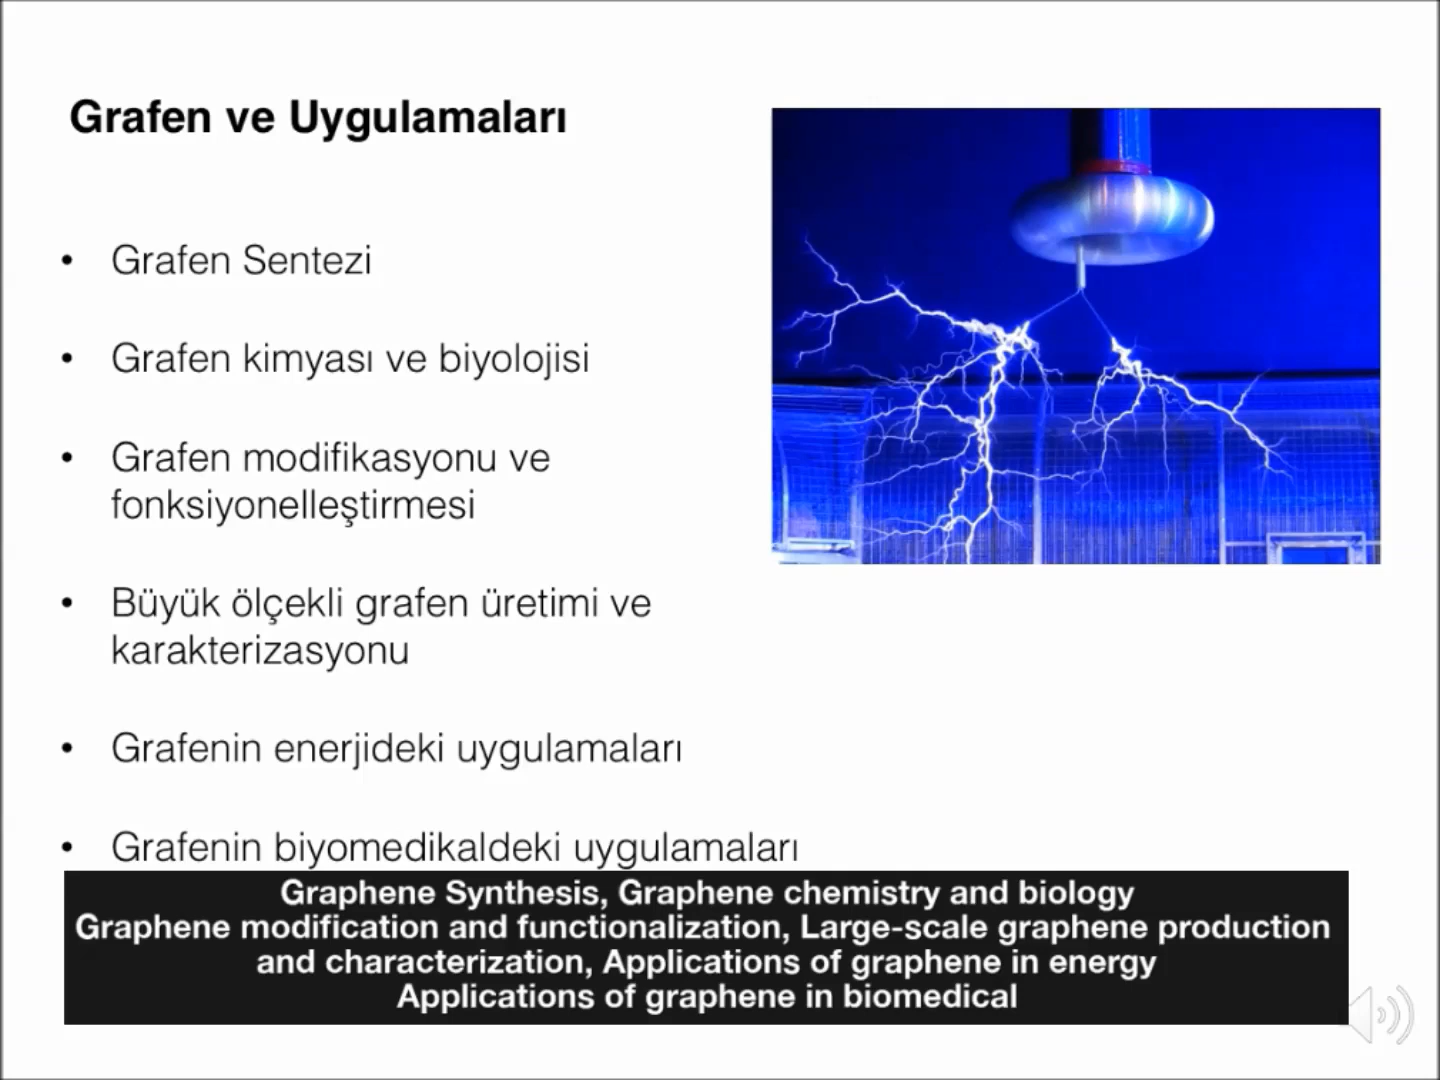 Grafen ve Uygulamaları
• Grafen Sentezi
• Grafen kimyası ve biyolojisi
• Grafen modifikasyonu ve
fonksiyonelleştirmesi
• Büyük ölçekli grafen üretimi ve
karakterizasyonu
• Grafenin enerjideki uygulamaları
• Grafenin biyomedikaldeki uygulamaları
Graphene Synthesis, Graphene chemistry and biology
Graphene modification and functionalization, Large-scale graphene production
and characterization, Applications of graphene in energy
Applications of graphene in biomedical